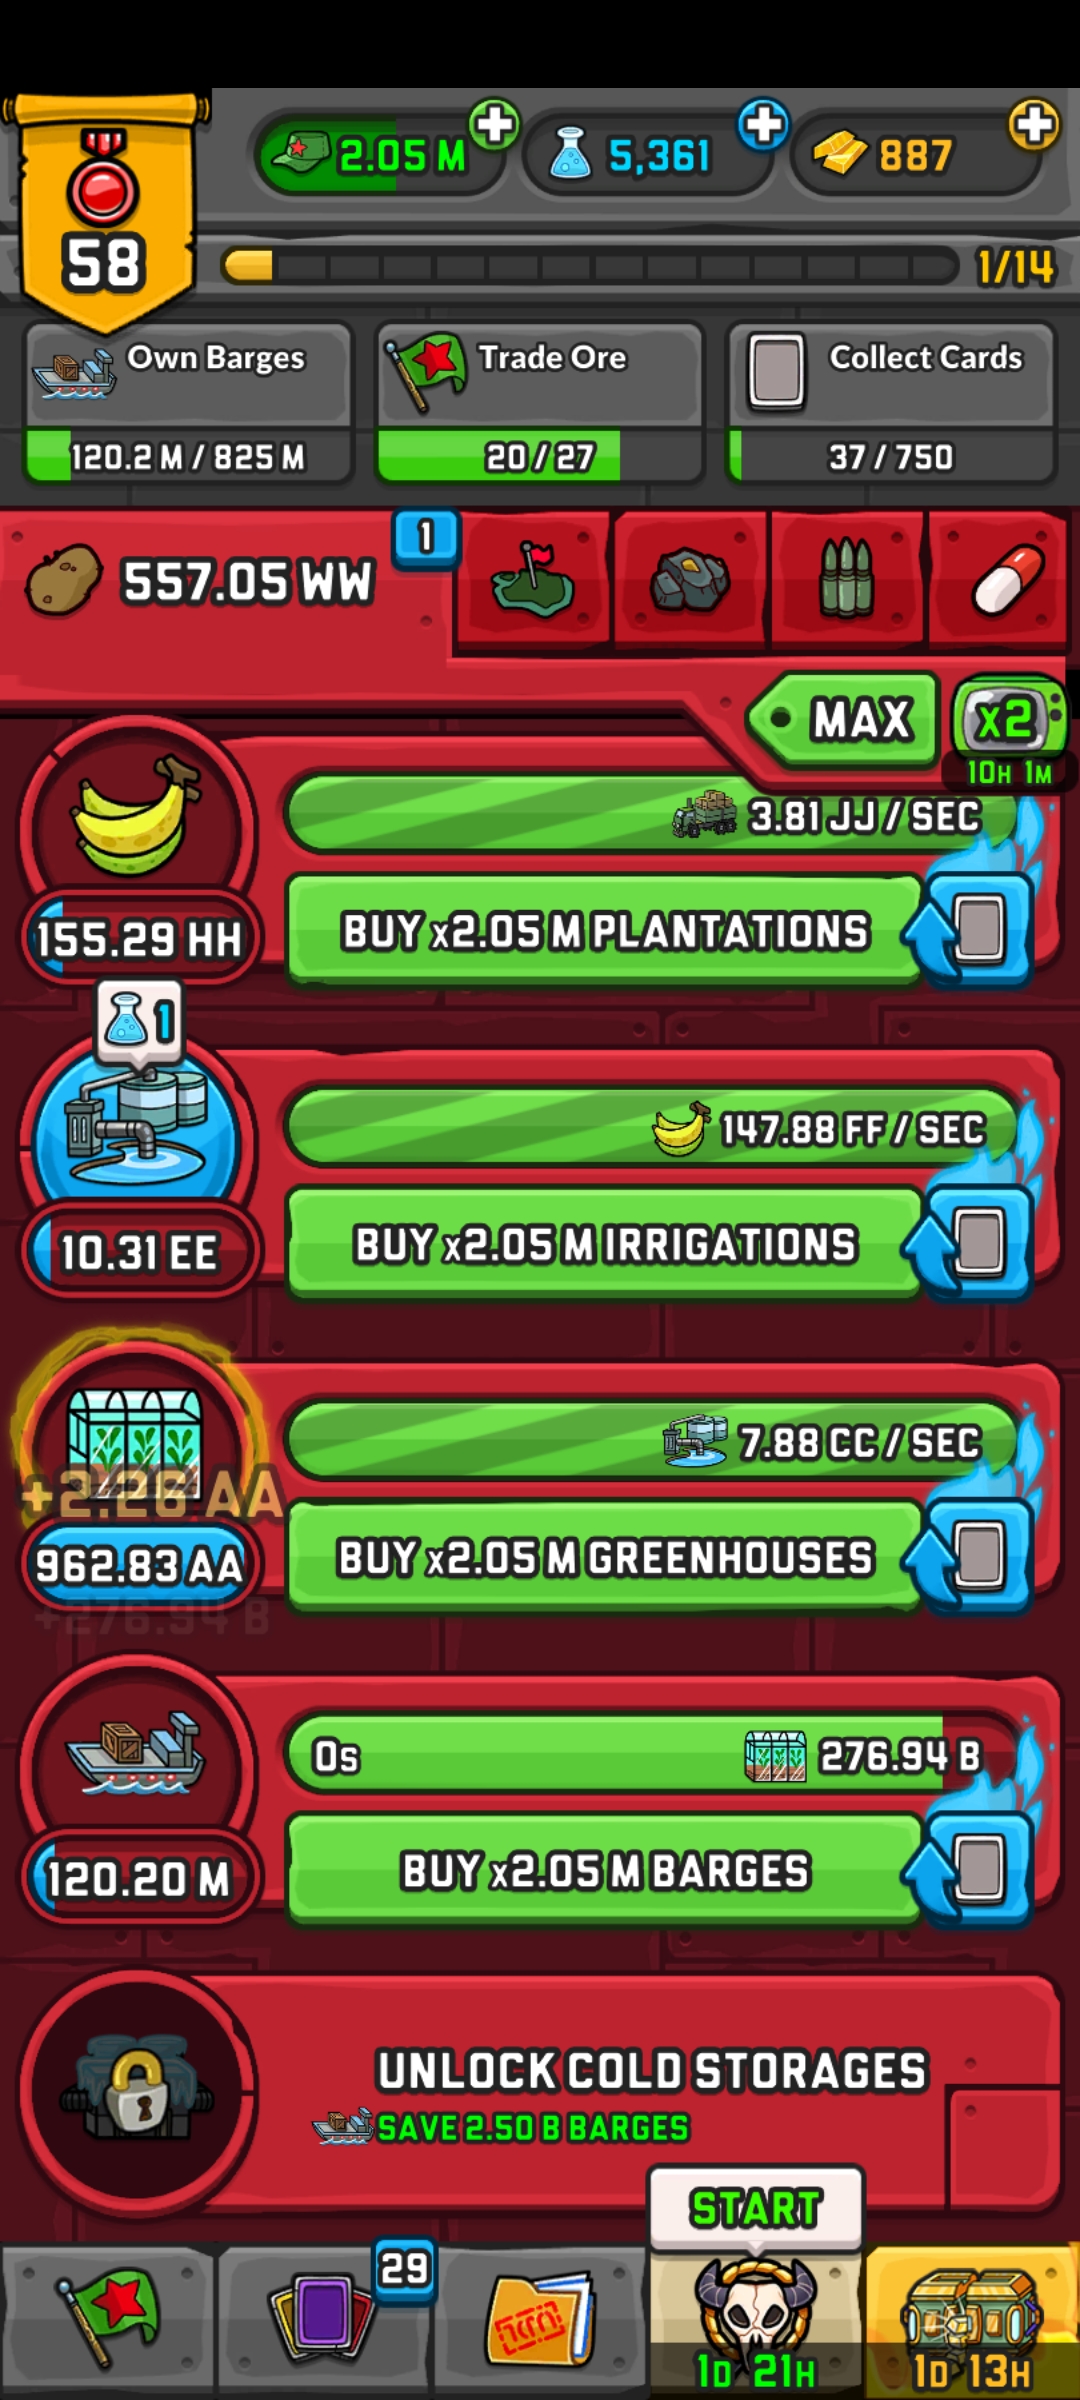 2.05 M
5,361
887
58
1/14
Own Barges
120.2 M / 825 M
Trade Ore
20 / 27
Collect Cards
37 / 750
557.05 WW
1
MAX
x2
10H 1M
3.81 JJ / SEC
155.29 HH
BUY x2.05 M PLANTATIONS
1
147.88 FF / SEC
10.31 EE
BUY x2.05 M IRRIGATIONS
7.88 CC / SEC
+2.26 AA
962.83 AA
BUY x2.05 M GREENHOUSES
+276.94 B
0s
276.94 B
120.20 M
BUY x2.05 M BARGES
UNLOCK COLD STORAGES
SAVE 2.50 B BARGES
START
29
1D 21H
1D 13H